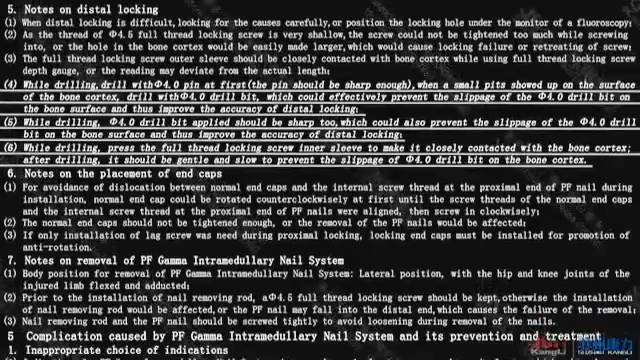 5. Notes on distal locking
(1) When distal locking is difficult, looking for the causes carefully, or position the locking hole under the monitor of a fluoroscopy;
(2) As the thread of Φ4.5 full thread locking screw is very shallow, the screw could not be tightened too much while screwing
into, or the hole in the bone cortex would be easily made larger, which would cause locking failure or retreating of screw;
(3) The full thread locking screw outer sleeve should be closely contacted with bone cortex while using full thread locking screw
depth gauge, or the reading may deviate from the actual length;
(4) While drilling, drill with Φ4.0 pin at first (the pin should be sharp enough), when a small pits showed up on the surface
of the bone cortex, drill with Φ4.0 drill bit, which could effectively prevent the slippage of the Φ4.0 drill bit on
the bone surface and thus improve the accuracy of distal locking;
(5) While drilling, Φ4.0 drill bit applied should be sharp too, which could also prevent the slippage of the Φ4.0 drill
bit on the bone surface and thus improve the accuracy of distal locking;
(6) While drilling, press the full thread locking screw inner sleeve to make it closely contacted with the bone cortex;
after drilling, it should be gentle and slow to prevent the slippage of Φ4.0 drill bit on the bone cortex.
6. Notes on the placement of end caps
(1) For avoidance of dislocation between normal end caps and the internal screw thread at the proximal end of PF nail during
installation, normal end cap could be rotated counterclockwise at first until the screw threads of the normal end caps
and the internal screw thread at the proximal end of PF nails were aligned, then screw in clockwisely;
(2) The normal end caps should not be tightened enough, or the removal of the PF nails would be affected;
(3) If only installation of lag screw was need during proximal locking, locking end caps must be installed for promotion of
anti-rotation.
7. Notes on removal of PF Gamma Intramedullary Nail System
(1) Body position for removal of PF Gamma Intramedullary Nail System: Lateral position, with the hip and knee joints of the
injured limb flexed and adducted;
(2) Prior to the installation of nail removing rod, aΦ4.5 full thread locking screw should be kept, otherwise the installation
of nail removing rod would be affected, or the PF nail may fall into the distal end, which causes the failure of the removal;
(3) Nail removing rod and the PF nail should be screwed tightly to avoid loosening during removal of the nails.
5 Complication caused by PF Gamma Intramedullary Nail System and its prevention and treatment
1. Inappropriate choice of indications
KangLi